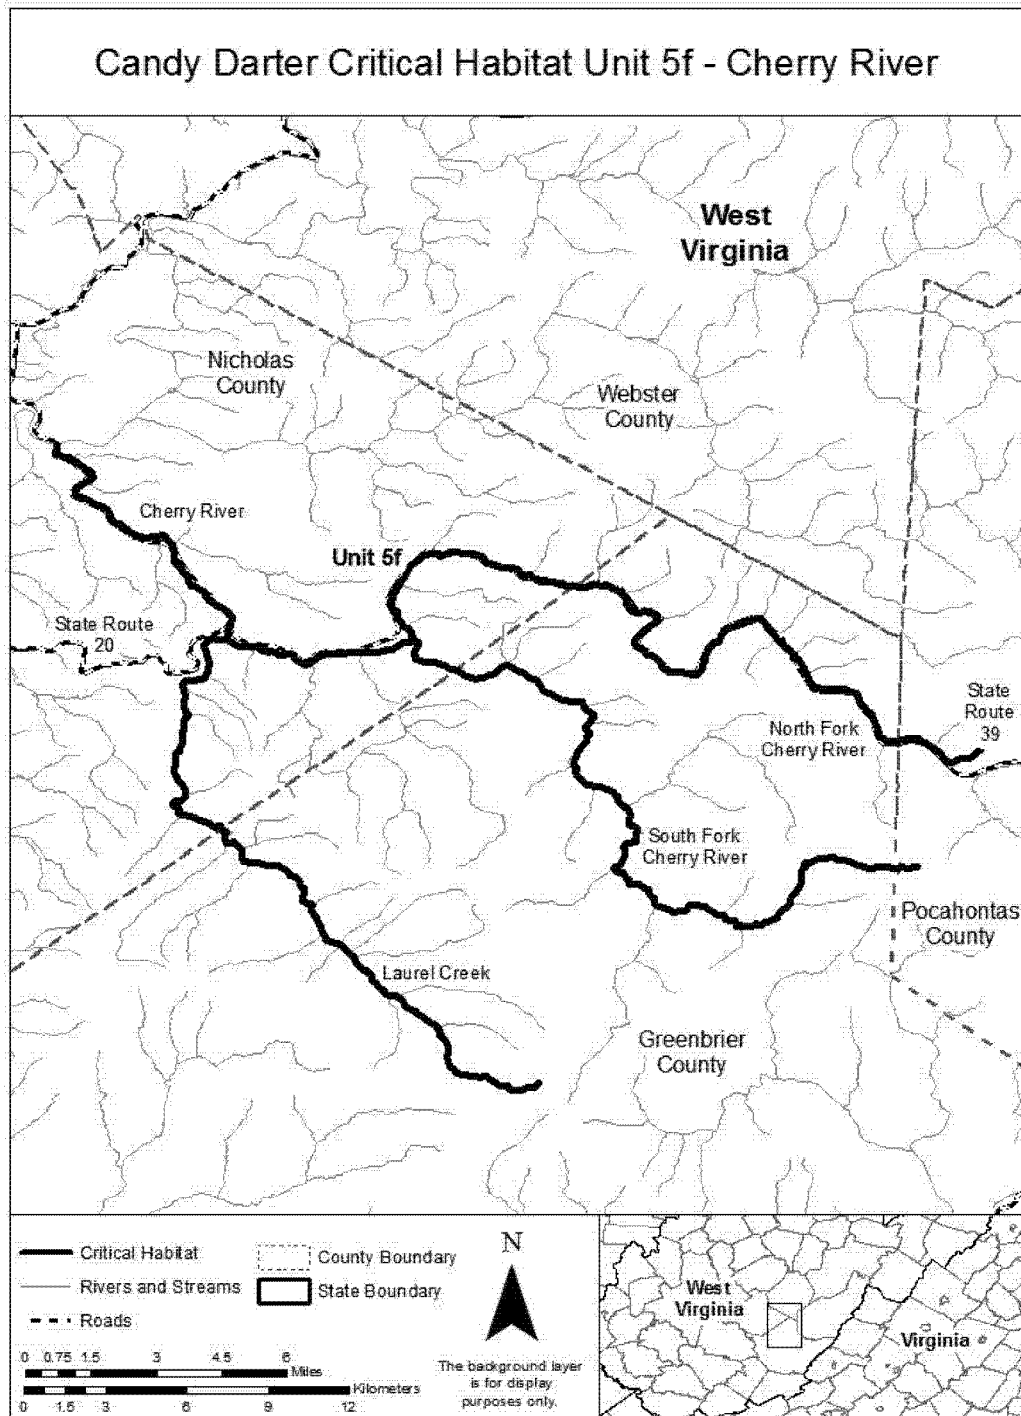 Candy Darter Critical Habitat Unit 5f - Cherry River
West
Virginia
Nicholas
County
Webster
County
Cherry River
Unit 5f
State Route
20
State
Route
39
North Fork
Cherry River
South Fork
Cherry River
Pocahontas
County
Laurel Creek
Greenbrier
County
Critical Habitat
Rivers and Streams
Roads
County Boundary
State Boundary
0 0.75 1.5 3 4.5 6
Miles
Kilometers
0 1.5 3 6 9 12
N
The background layer
is for display
purposes only.
West
Virginia
Virginia